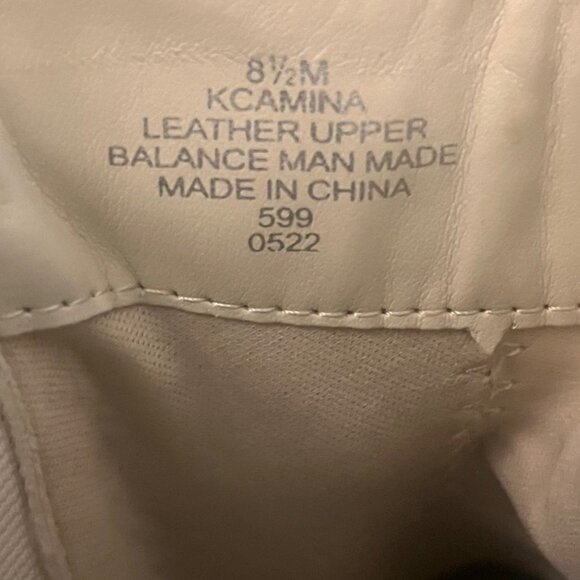 8½M
KCAMINA
LEATHER UPPER
BALANCE MAN MADE
MADE IN CHINA
599
0522